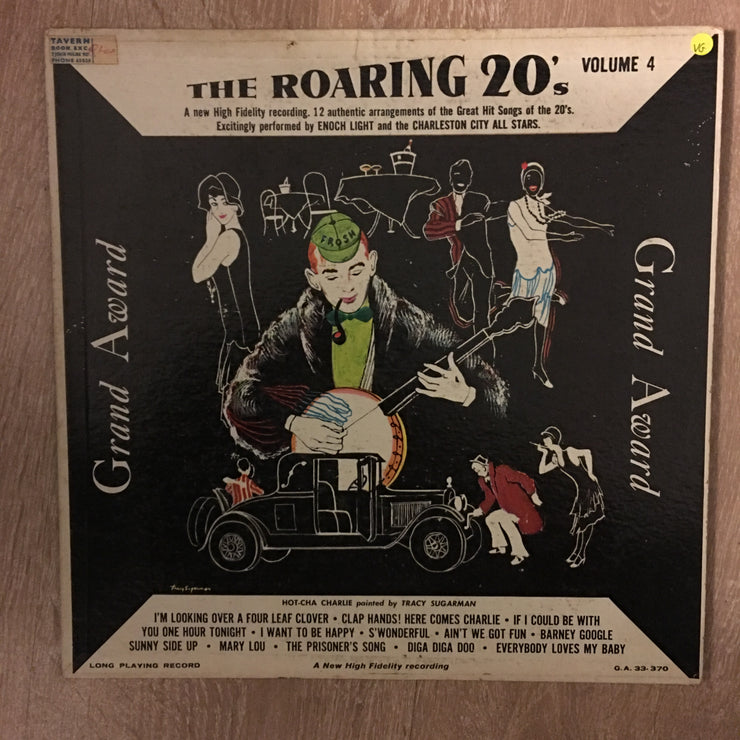 TAVERN
BOOK EXC.
THE ROARING 20's
VOLUME 4
VG
A new High Fidelity recording. 12 authentic arrangements of the Great Hit Songs of the 20's.
Excitingly performed by ENOCH LIGHT and the CHARLESTON CITY ALL STARS.
FROSH
Grand Award
Grand Award
Tracy Sugarman
HOT-CHA CHARLIE painted by TRACY SUGARMAN
I'M LOOKING OVER A FOUR LEAF CLOVER • CLAP HANDS! HERE COMES CHARLIE • IF I COULD BE WITH
YOU ONE HOUR TONIGHT • I WANT TO BE HAPPY • S'WONDERFUL • AIN'T WE GOT FUN • BARNEY GOOGLE
SUNNY SIDE UP • MARY LOU • THE PRISONER'S SONG • DIGA DIGA DOO • EVERYBODY LOVES MY BABY
LONG PLAYING RECORD
A New High Fidelity recording
G.A. 33-370